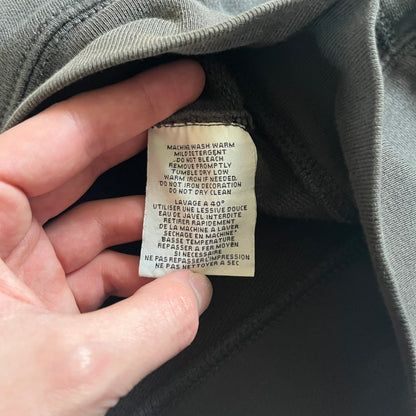 MACHINE WASH WARM
MILD DETERGENT
DO NOT BLEACH
REMOVE PROMPTLY
TUMBLE DRY LOW
WARM IRON IF NEEDED.
DO NOT IRON DECORATION
DO NOT DRY CLEAN
LAVAGE A 40°
UTILISER UNE LESSIVE DOUCE
EAU DE JAVEL INTERDITE
RETIRER RAPIDEMENT
DE LA MACHINE A LAVER
SECHAGE EN MACHINE*
BASSE TEMPERATURE
REPASSER A FER MOYEN
SI NECESSAIRE
NE PAS REPASSER L'IMPRESSION
NE PAS NETTOYER A SEC